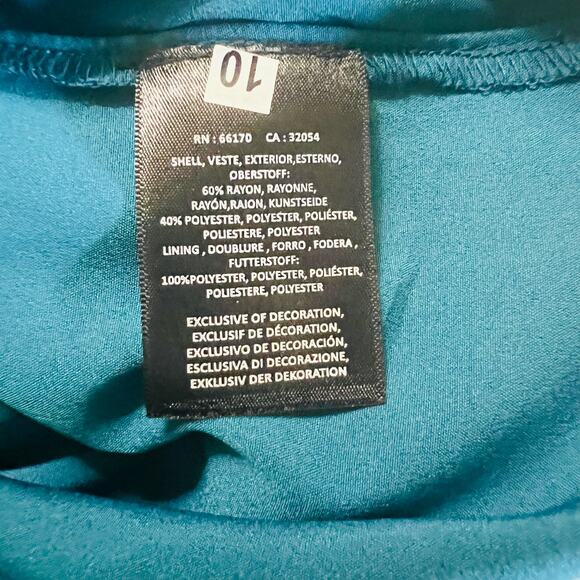 10
RN : 66170 CA : 32054
SHELL, VESTE, EXTERIOR,ESTERNO,
OBERSTOFF:
60% RAYON, RAYONNE,
RAYÓN,RAION, KUNSTSEIDE
40% POLYESTER, POLYESTER, POLIÉSTER,
POLIESTERE, POLYESTER
LINING , DOUBLURE , FORRO , FODERA ,
FUTTERSTOFF:
100%POLYESTER, POLYESTER, POLIÉSTER,
POLIESTERE, POLYESTER
EXCLUSIVE OF DECORATION,
EXCLUSIF DE DÉCORATION,
EXCLUSIVO DE DECORACIÓN,
ESCLUSIVA DI DECORAZIONE,
EXKLUSIV DER DEKORATION